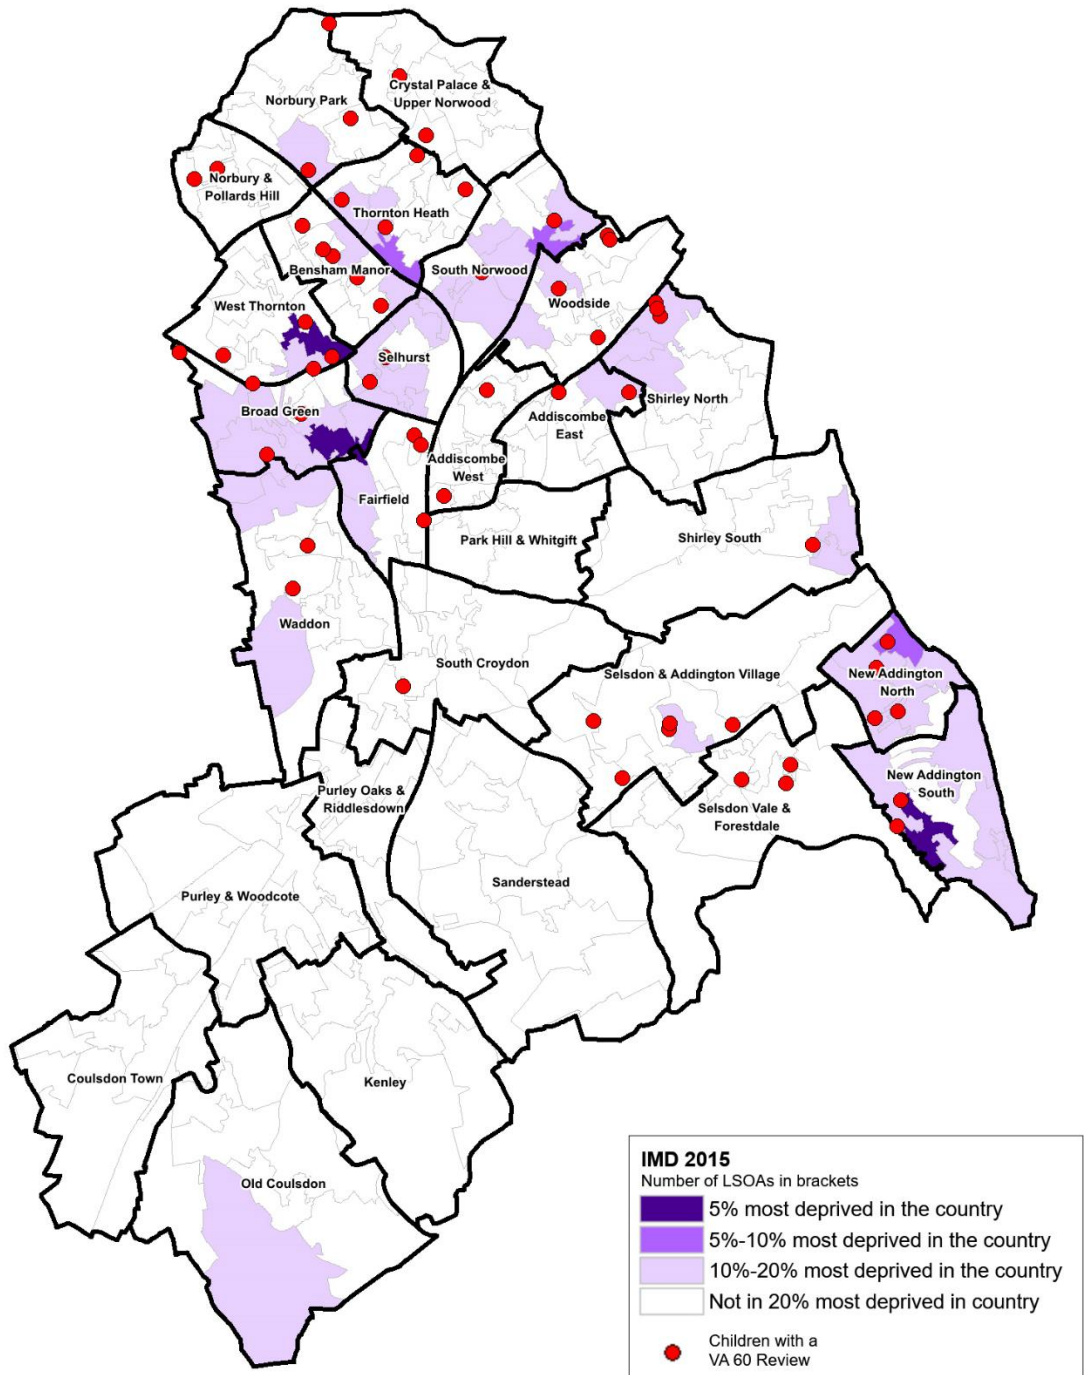 Crystal Palace &
Upper Norwood
Norbury Park
Norbury &
Pollards Hill
Thornton Heath
Bensham Manor
South Norwood
West Thornton
Woodside
Selhurst
Shirley North
Broad Green
Addiscombe
East
Addiscombe
West
Fairfield
Park Hill & Whitgift
Shirley South
Waddon
South Croydon
Selsdon & Addington Village
New Addington
North
New Addington
South
Purley Oaks &
Riddlesdown
Selsdon Vale &
Forestdale
Sanderstead
Purley & Woodcote
Coulsdon Town
Kenley
Old Coulsdon
IMD 2015
Number of LSOAs in brackets
5% most deprived in the country
5%-10% most deprived in the country
10%-20% most deprived in the country
Not in 20% most deprived in country
Children with a
VA 60 Review